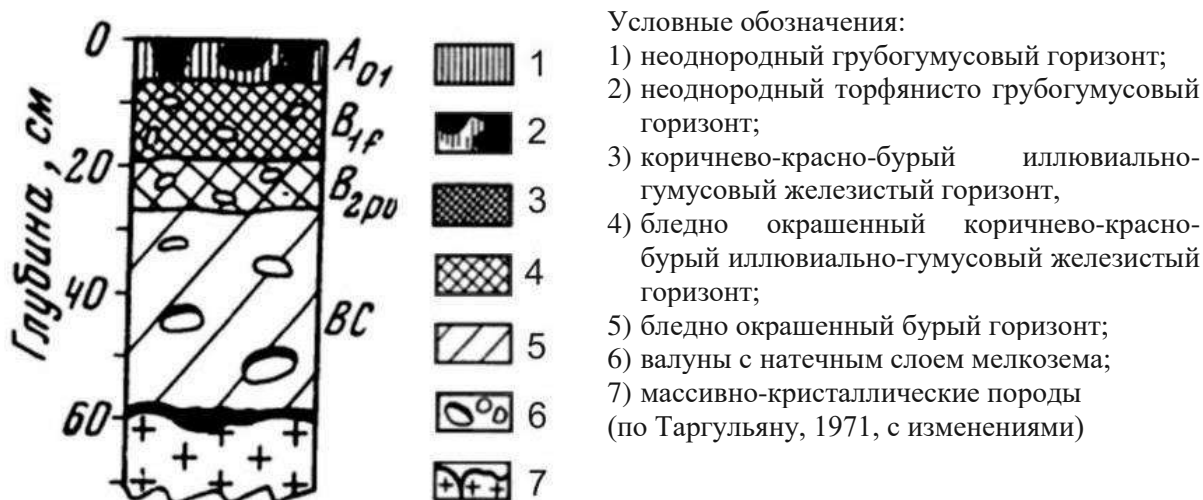 0
20
40
60
Глубина, см
A01
B1f
B2ро
BC
1
2
3
4
5
6
7
Условные обозначения:
1) неоднородный грубогумусовый горизонт;
2) неоднородный торфянисто грубогумусовый
горизонт;
3) коричнево-красно-бурый иллювиально-
гумусовый железистый горизонт,
4) бледно окрашенный коричнево-красно-
бурый иллювиально-гумусовый железистый
горизонт;
5) бледно окрашенный бурый горизонт;
6) валуны с натечным слоем мелкозема;
7) массивно-кристаллические породы
(по Таргульяну, 1971, с изменениями)